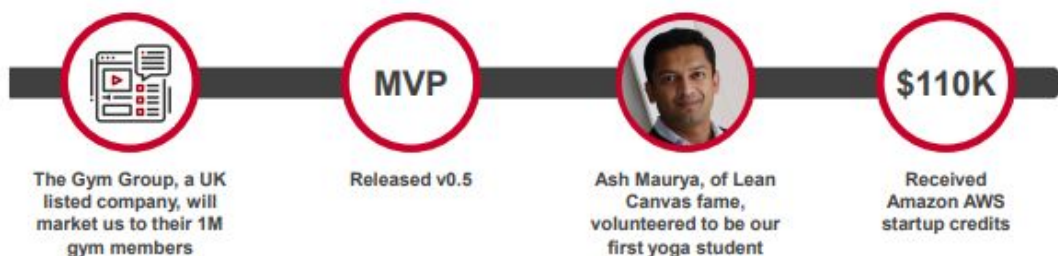 MVP
$110K
The Gym Group, a UK
listed company, will
market us to their 1M
gym members
Released v0.5
Ash Maurya, of Lean
Canvas fame,
volunteered to be our
first yoga student
Received
Amazon AWS
startup credits